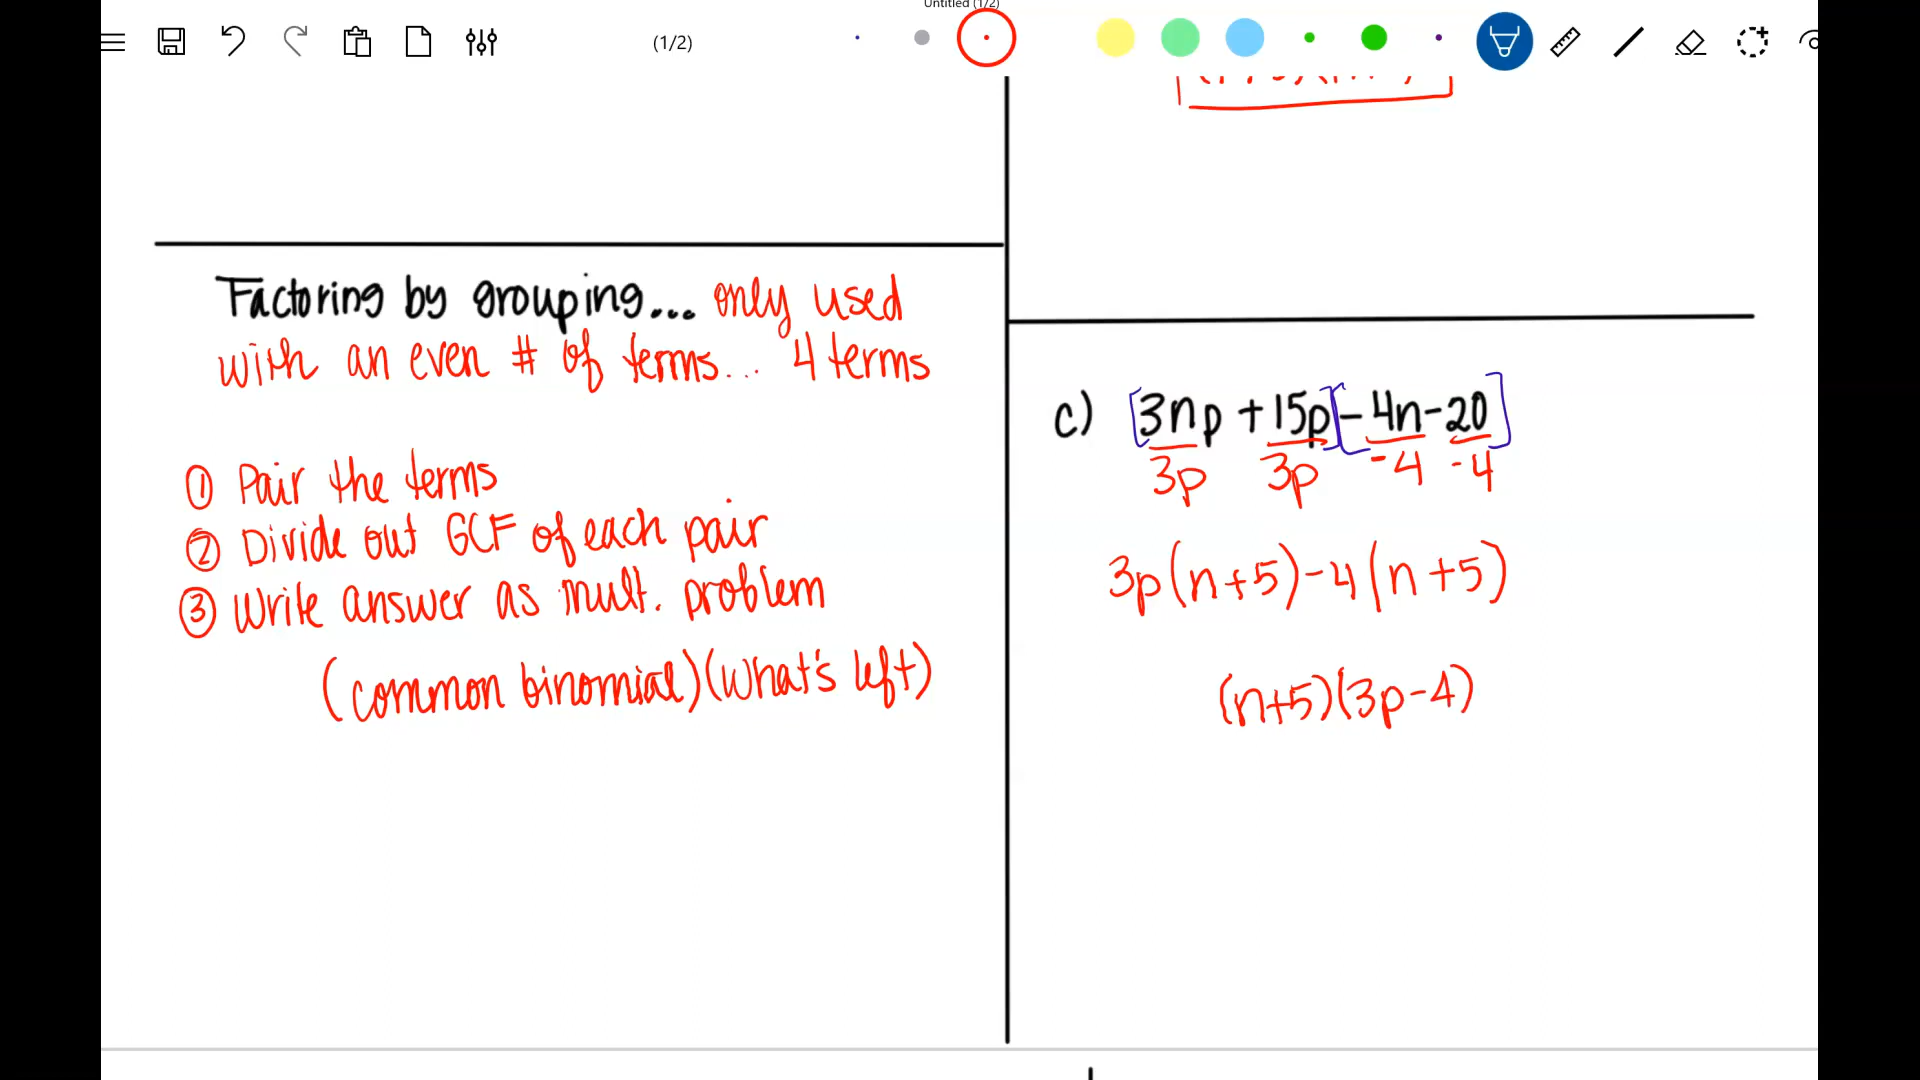 Untitled (1/2)
(1/2)
Factoring by grouping... only used
with an even # of terms... 4 terms
① Pair the terms
② Divide out GCF of each pair
③ Write answer as mult. problem
(common binomial)(what's left)
c) [3np + 15p][- 4n - 20]
3p 3p -4 -4
3p(n+5)-4(n+5)
(n+5)(3p-4)